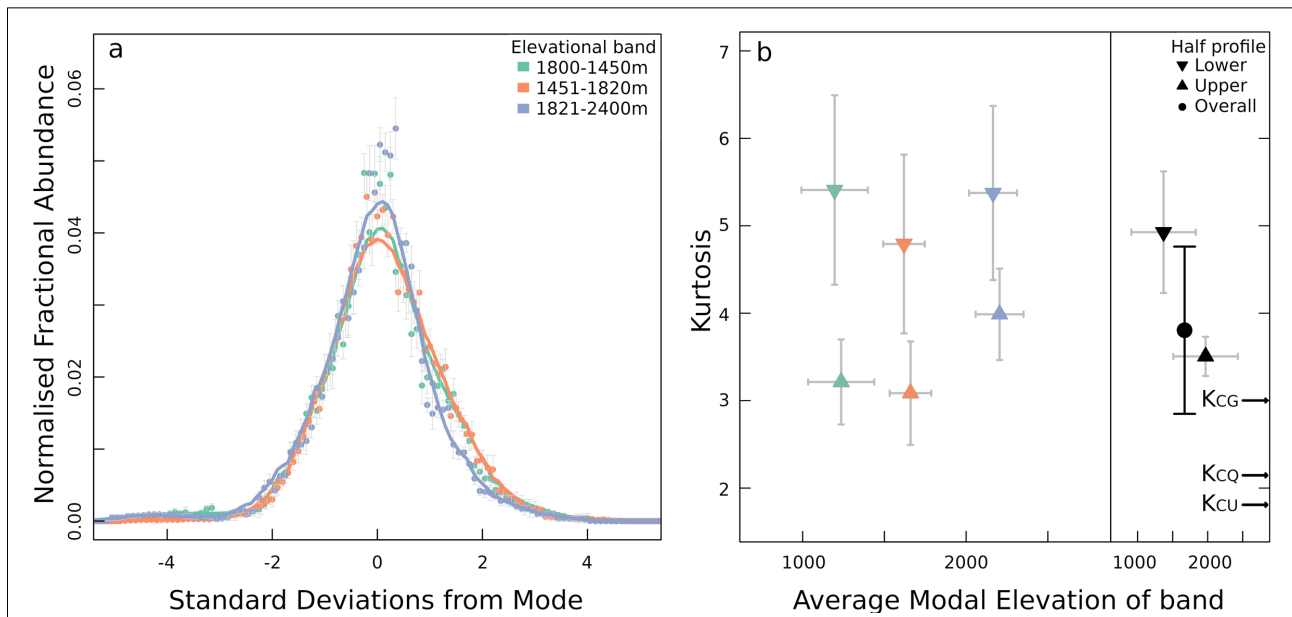 a
Elevational band
1800-1450m
1451-1820m
1821-2400m
Normalised Fractional Abundance
0.06
0.04
0.02
0.00
-4 -2 0 2 4
Standard Deviations from Mode
b
Half profile
Lower
Upper
Overall
Kurtosis
7
6
5
4
3
2
KCG
KCQ
KCU
1000 2000 1000 2000
Average Modal Elevation of band